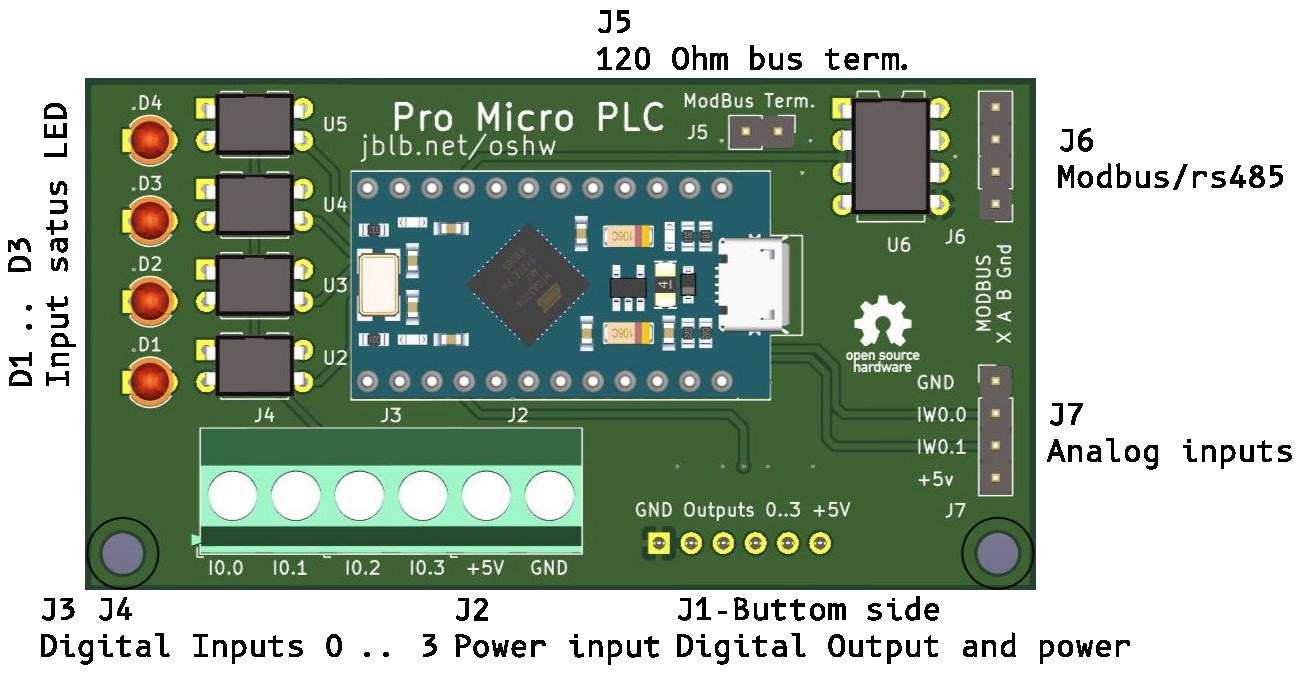 J5
120 Ohm bus term.
D1 .. D3
Input satus LED
.D4
U5
Pro Micro PLC
jblb.net/oshw
ModBus Term.
J5
J6
Modbus/rs485
.D3
U4
U6
J6
.D2
U3
MODBUS
X A B Gnd
106C
4
106C
open source
hardware
.D1
U2
GND
IW0.0
IW0.1
+5v
J7
J7
Analog inputs
J4
J3
J2
GND Outputs 0..3 +5V
I0.0
I0.1
I0.2
I0.3
+5V
GND
J3 J4
Digital Inputs 0 .. 3
J2
Power input
J1-Buttom side
Digital Output and power